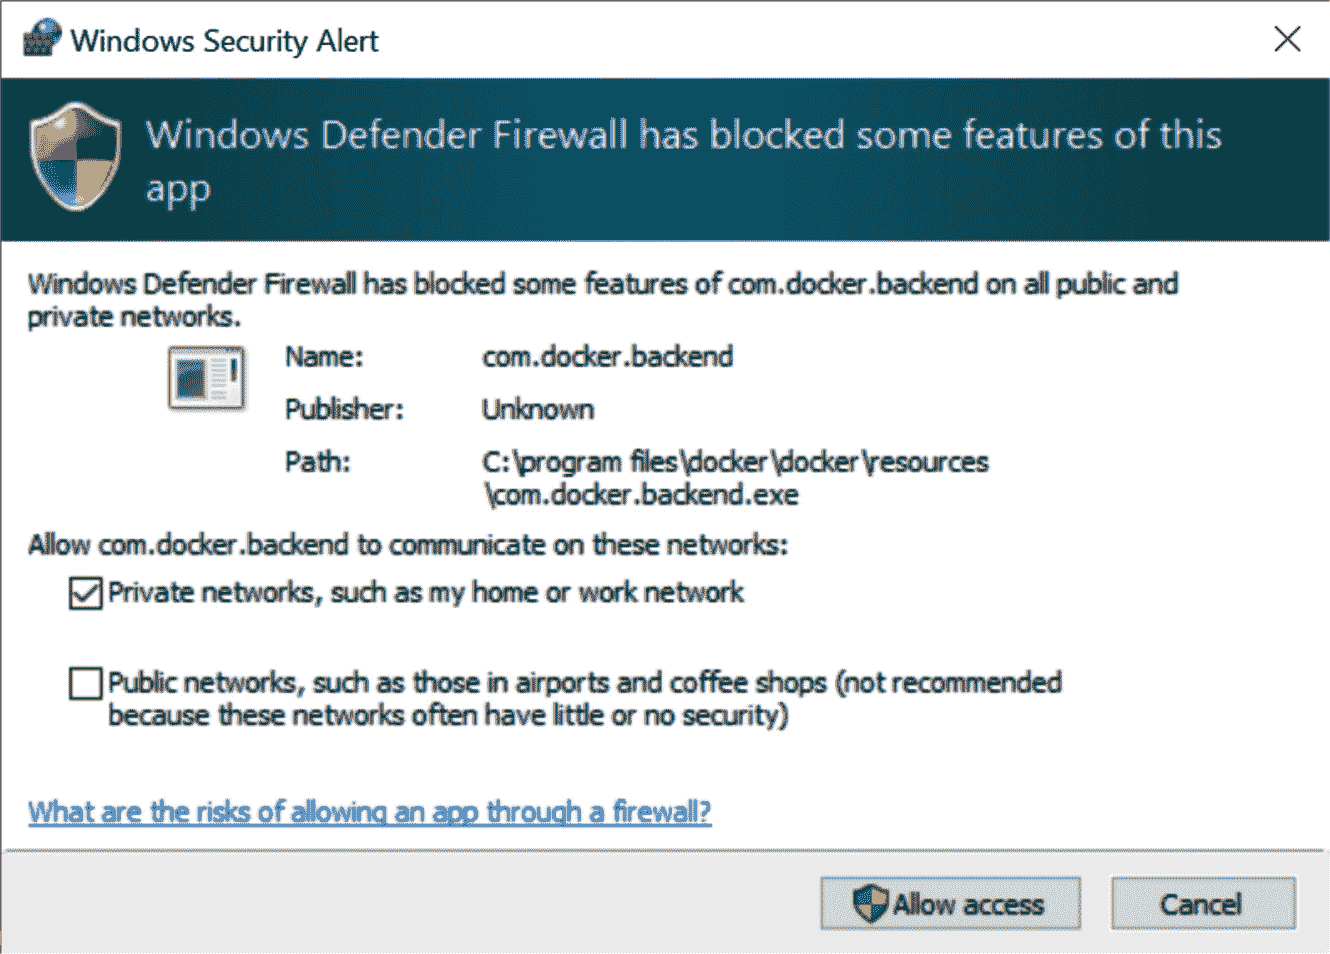 Windows Security Alert
Windows Defender Firewall has blocked some features of this
app
Windows Defender Firewall has blocked some features of com.docker.backend on all public and
private networks.
Name: com.docker.backend
Publisher: Unknown
Path: C:\program files\docker\docker\resources
\com.docker.backend.exe
Allow com.docker.backend to communicate on these networks:
Private networks, such as my home or work network
Public networks, such as those in airports and coffee shops (not recommended
because these networks often have little or no security)
What are the risks of allowing an app through a firewall?
Allow access Cancel